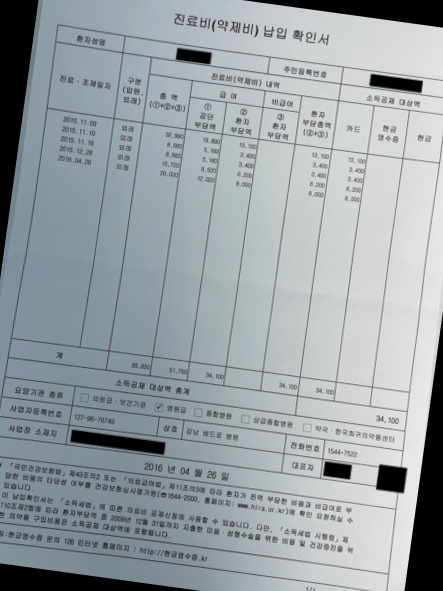 진료비(약제비) 납입 확인서
환자성명 주민등록번호
진료·조제일자 구분 (입원, 외래) 진료비(약제비) 내역 소득공제 대상액
총 액 (①+②+③) 급 여 비급여 환자 부담총액 (②+③) 카드 현금 영수증 현금
① 공단 부담액 ② 환자 부담액 ③ 환자 부담액
2015.11.09 외래 32,990 19,890 13,100 13,100 13,100
2015.11.10 외래 8,560 5,160 3,400 3,400 3,400
2015.11.16 외래 8,560 5,160 3,400 3,400 3,400
2015.12.28 외래 15,720 9,520 6,200 6,200 6,200
2016.04.26 외래 20,020 12,020 8,000 8,000 8,000
계 85,850 51,750 34,100 34,100 34,100
소득공제 대상액 총계 34,100
요양기관 종류 의원급·보건기관 병원급 종합병원 상급종합병원 약국·한국희귀의약품센터
사업자등록번호 127-96-76749 상호 강남 베드로 병원 전화번호 1544-7522
사업장 소재지 대표자
2016 년 04 월 26 일
「국민건강보험법」 제43조의2 또는 「의료급여법」 제11조의3에 따라 환자가 전액 부담한 비용과 비급여로 부
담한 비용의 타당성 여부를 건강보험심사평가원(☎1644-2000, 홈페이지: www.hira.or.kr)에 확인 요청하실 수
있습니다.
이 납입확인서는 「소득세법」에 따른 의료비 공제신청에 사용할 수 있습니다. 다만, 「소득세법 시행령」 제
110조제2항에 따라 환자부담액 중 2009년 12월 31일까지 지출한 미용·성형수술을 위한 비용 및 건강증진을 위
한 의약품 구입비용은 소득공제 대상액에 포함됩니다.
현금영수증 문의 126 인터넷 홈페이지 : http://현금영수증.kr
1/1